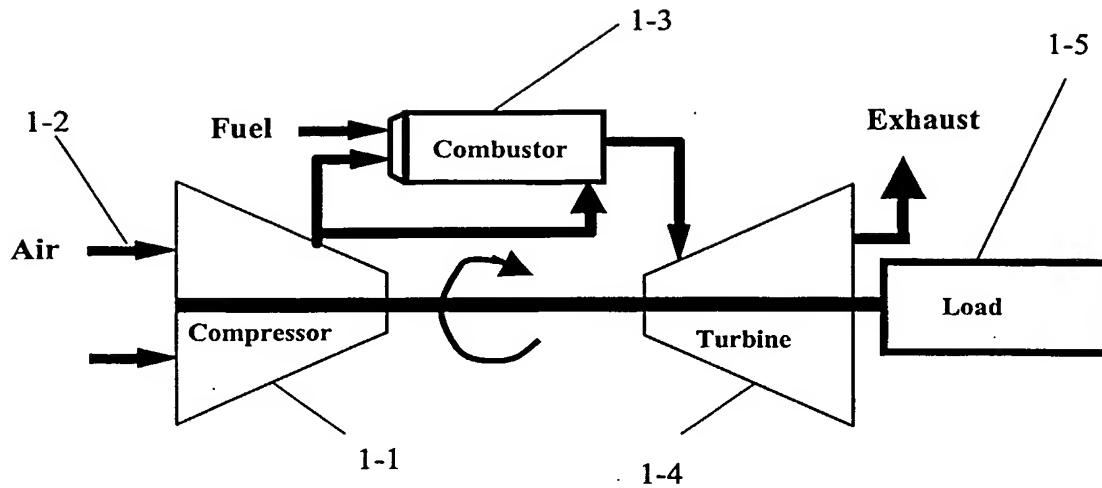 1-3
1-5
1-2
Fuel
Exhaust
Combustor
Air
Load
Compressor
Turbine
1-1
1-4